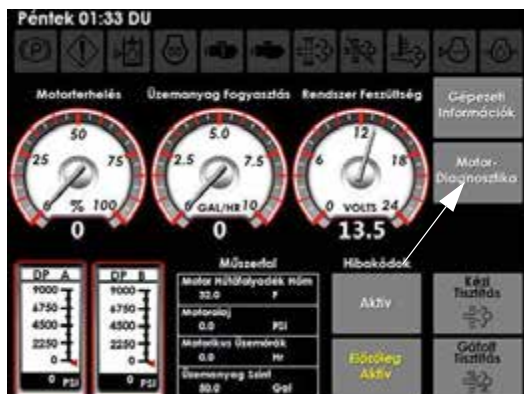 Péntek 01:33 DU
(P)
Motorterhelés Üzemanyag Fogyasztás Rendszer Feszültség
Gépezeti
Információk
50
25 75
% 100
0
5.0
2.5 7.5
GAL/HR 10
0
12
6 18
0 VOLTS 24
13.5
Motor-
Diagnosztika
Műszerfal
Hibakódok
DP A
9000
6750
4500
2250
0
0 PSI
DP B
9000
6750
4500
2250
0
0 PSI
Motor Hűtőfolyadék Hőm
32.0 F
Motorolaj
0.0 PSI
Motorikus Üzemórák
0.0 Hr
Üzemanyag Szint
50.0 Gal
Aktív
Előzőleg
Aktív
Kézi
Tisztítás
Gátolt
Tisztítás